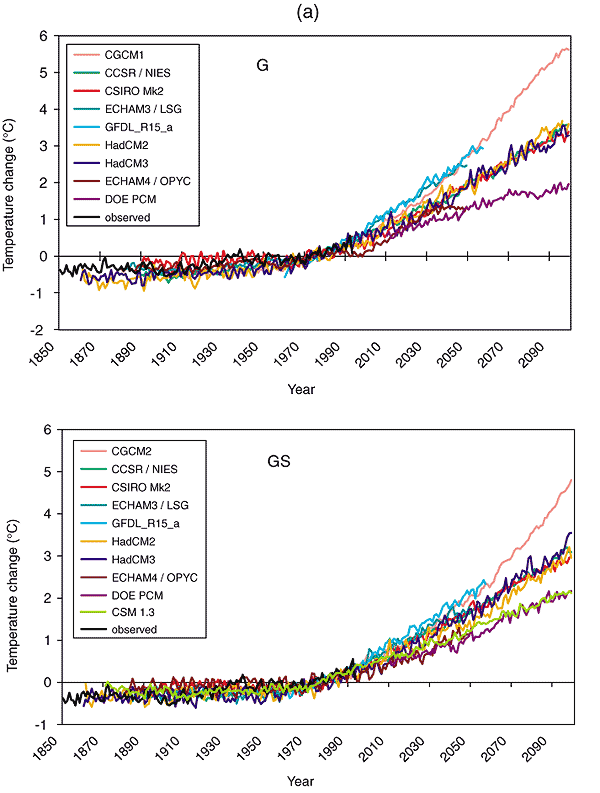 (a)
6
5
4
3
2
1
0
-1
-2
Temperature change (°C)
G
CGCM1
CCSR / NIES
CSIRO Mk2
ECHAM3 / LSG
GFDL_R15_a
HadCM2
HadCM3
ECHAM4 / OPYC
DOE PCM
observed
1850 1870 1890 1910 1930 1950 1970 1990 2010 2030 2050 2070 2090
Year
6
5
4
3
2
1
0
-1
Temperature change (°C)
GS
CGCM2
CCSR / NIES
CSIRO Mk2
ECHAM3 / LSG
GFDL_R15_a
HadCM2
HadCM3
ECHAM4 / OPYC
DOE PCM
CSM 1.3
observed
1850 1870 1890 1910 1930 1950 1970 1990 2010 2030 2050 2070 2090
Year